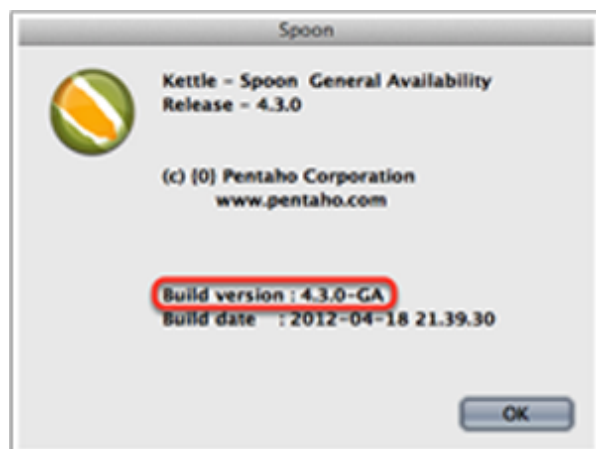 Spoon
Kettle - Spoon General Availability
Release - 4.3.0
(c) {0} Pentaho Corporation
www.pentaho.com
Build version : 4.3.0-GA
Build date : 2012-04-18 21.39.30
OK